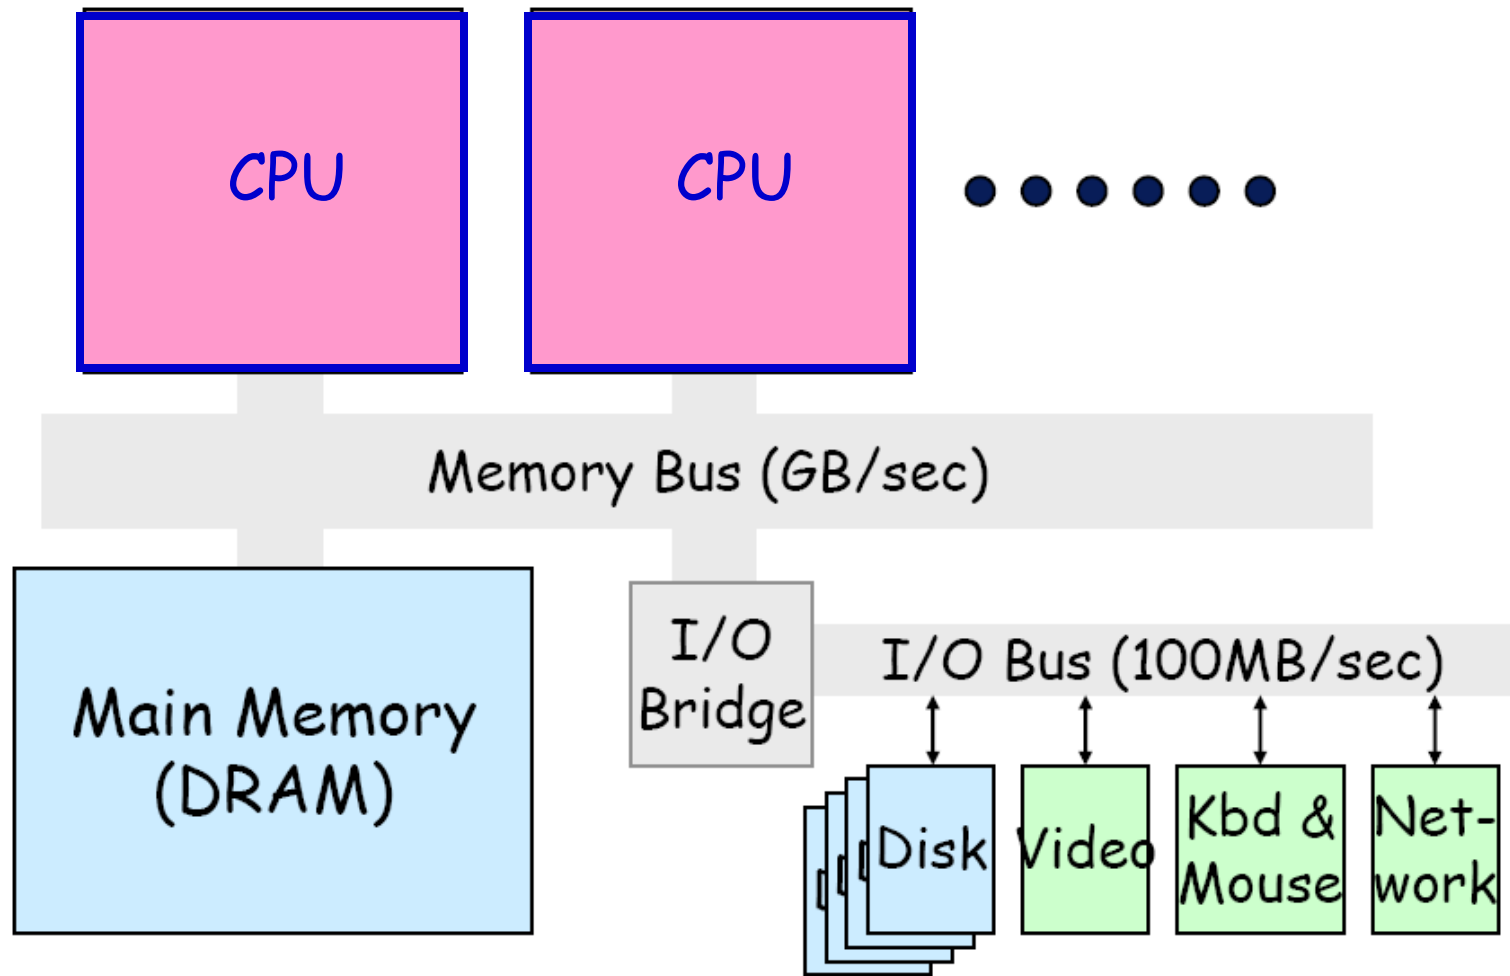 CPU
CPU
Memory Bus (GB/sec)
Main Memory
(DRAM)
I/O
Bridge
I/O Bus (100MB/sec)
Disk
Video
Kbd &
Mouse
Net-
work